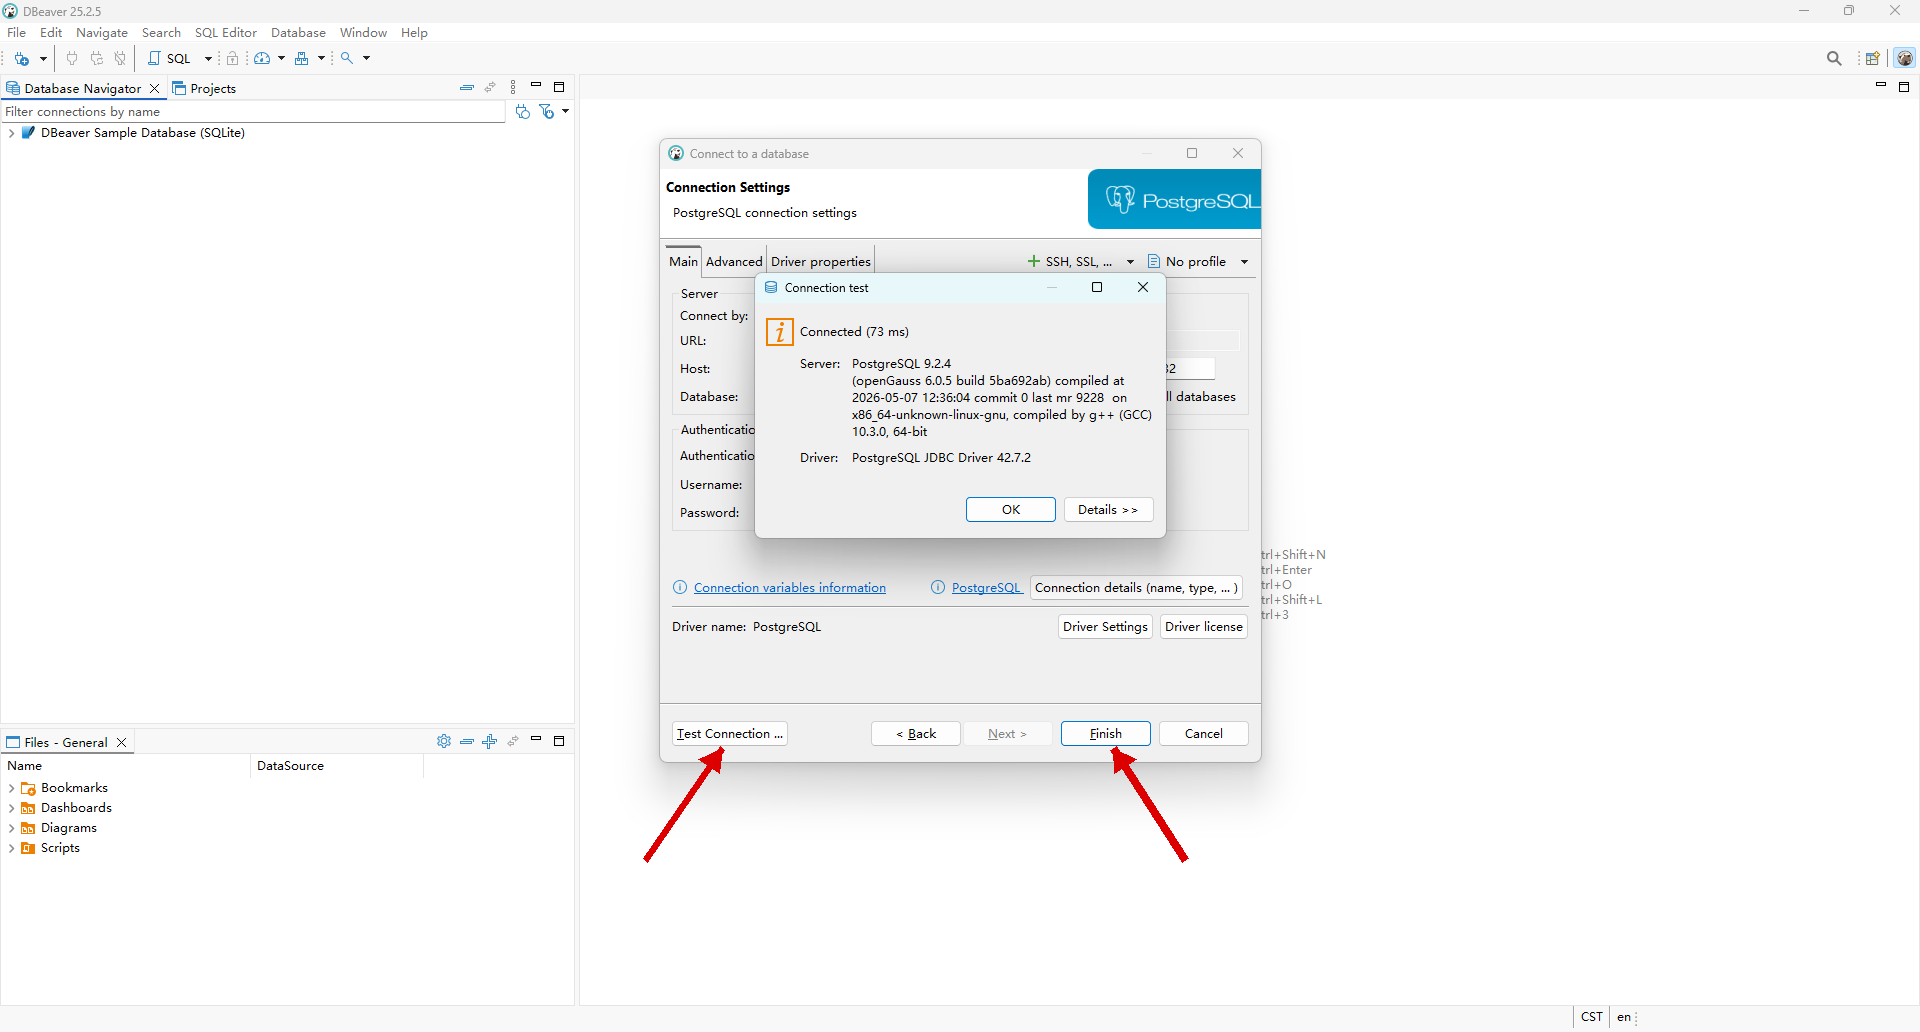 DBeaver 25.2.5
File Edit Navigate Search SQL Editor Database Window Help
SQL
Database Navigator Projects
Filter connections by name
DBeaver Sample Database (SQLite)
Connect to a database
Connection Settings
PostgreSQL connection settings
PostgreSQL
Main Advanced Driver properties SSH, SSL, ... No profile
Server
Connect by:
URL:
Host:
32
Database:
ll databases
Authenticatio
Authenticatio
Username:
Password:
Connection test
Connected (73 ms)
Server: PostgreSQL 9.2.4
(openGauss 6.0.5 build 5ba692ab) compiled at
2026-05-07 12:36:04 commit 0 last mr 9228 on
x86_64-unknown-linux-gnu, compiled by g++ (GCC)
10.3.0, 64-bit
Driver: PostgreSQL JDBC Driver 42.7.2
OK Details >>
trl+Shift+N
trl+Enter
trl+O
trl+Shift+L
trl+3
Connection variables information PostgreSQL Connection details (name, type, ... )
Driver name: PostgreSQL Driver Settings Driver license
Test Connection ... < Back Next > Finish Cancel
Files - General
Name DataSource
Bookmarks
Dashboards
Diagrams
Scripts
CST en